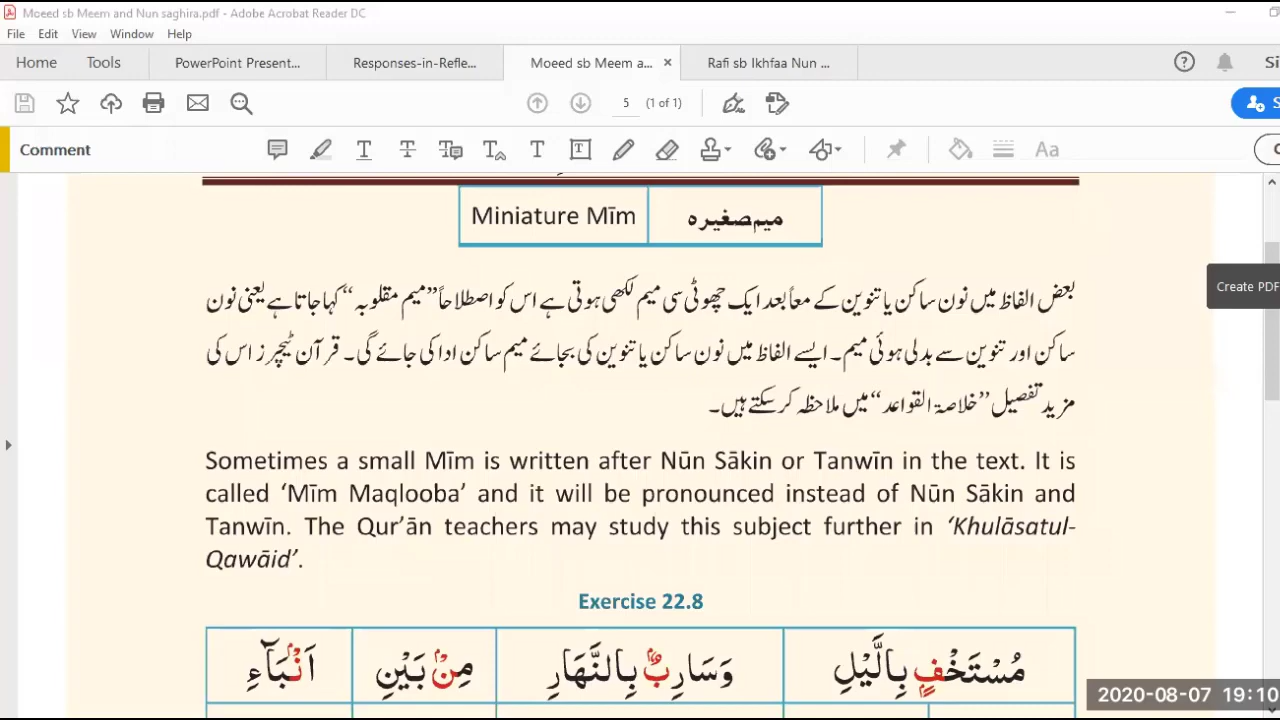 Moeed sb Meem and Nun saghira.pdf - Adobe Acrobat Reader DC
File Edit View Window Help
Home Tools PowerPoint Present... Responses-in-Refle... Moeed sb Meem a... × Rafi sb Ikhfaa Nun ... Si
5 (1 of 1) S
Comment Aa
Miniature Mīm میم صغیرہ
بعض الفاظ میں نون ساکن یا تنوین کے معاً بعد ایک چھوٹی سی میم لکھی ہوتی ہے اس کو اصطلاحاً ”میم مقلوبہ“ کہا جاتا ہے یعنی نون
ساکن اور تنوین سے بدلی ہوئی میم۔ ایسے الفاظ میں نون ساکن یا تنوین کی بجائے میم ساکن ادا کی جائے گی۔ قرآن ٹیچرز اس کی
مزید تفصیل ”خلاصۃ القواعد“ میں ملاحظہ کر سکتے ہیں۔
Create PDF
Sometimes a small Mīm is written after Nūn Sākin or Tanwīn in the text. It is
called ‘Mīm Maqlooba’ and it will be pronounced instead of Nūn Sākin and
Tanwīn. The Qur’ān teachers may study this subject further in ‘Khulāsatul-
Qawāid’.
Exercise 22.8
مُسْتَخْفٍۭ بِالَّيْلِ وَسَارِبٌۢ بِالنَّهَارِ مِنْۢ بَيْنِ اَنْۢبَآءِ
2020-08-07 19:10